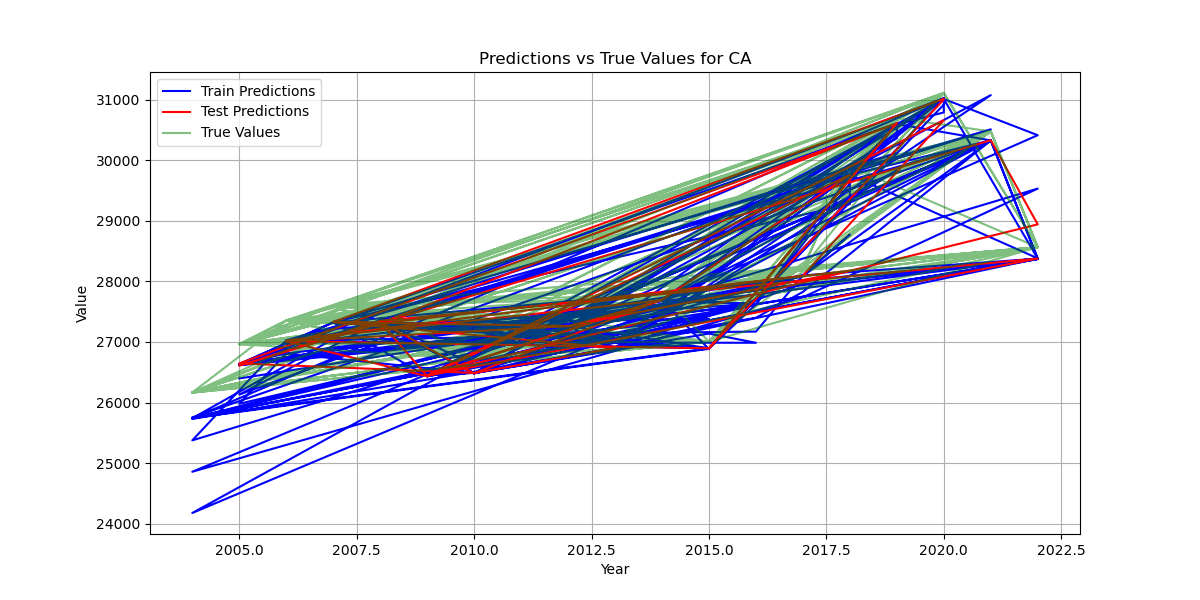 Predictions vs True Values for CA
Train Predictions
Test Predictions
True Values
31000
30000
29000
28000
27000
26000
25000
24000
Value
2005.0 2007.5 2010.0 2012.5 2015.0 2017.5 2020.0 2022.5
Year